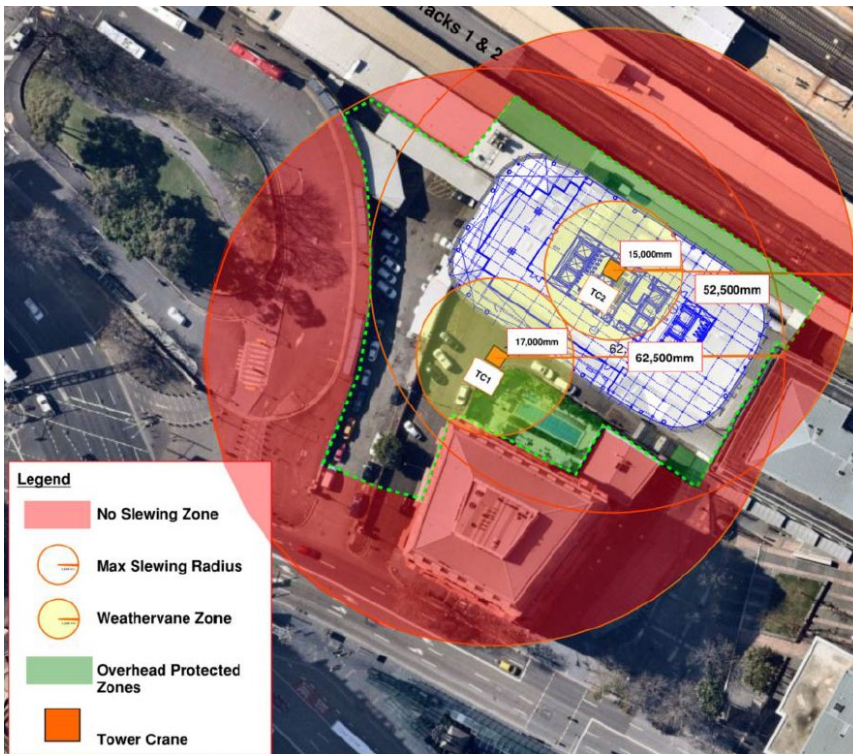 Tracks 1 & 2
15,000mm
TC2
52,500mm
17,000mm
62,500mm
TC1
Legend
No Slewing Zone
Max Slewing Radius
Weathervane Zone
Overhead Protected
Zones
Tower Crane